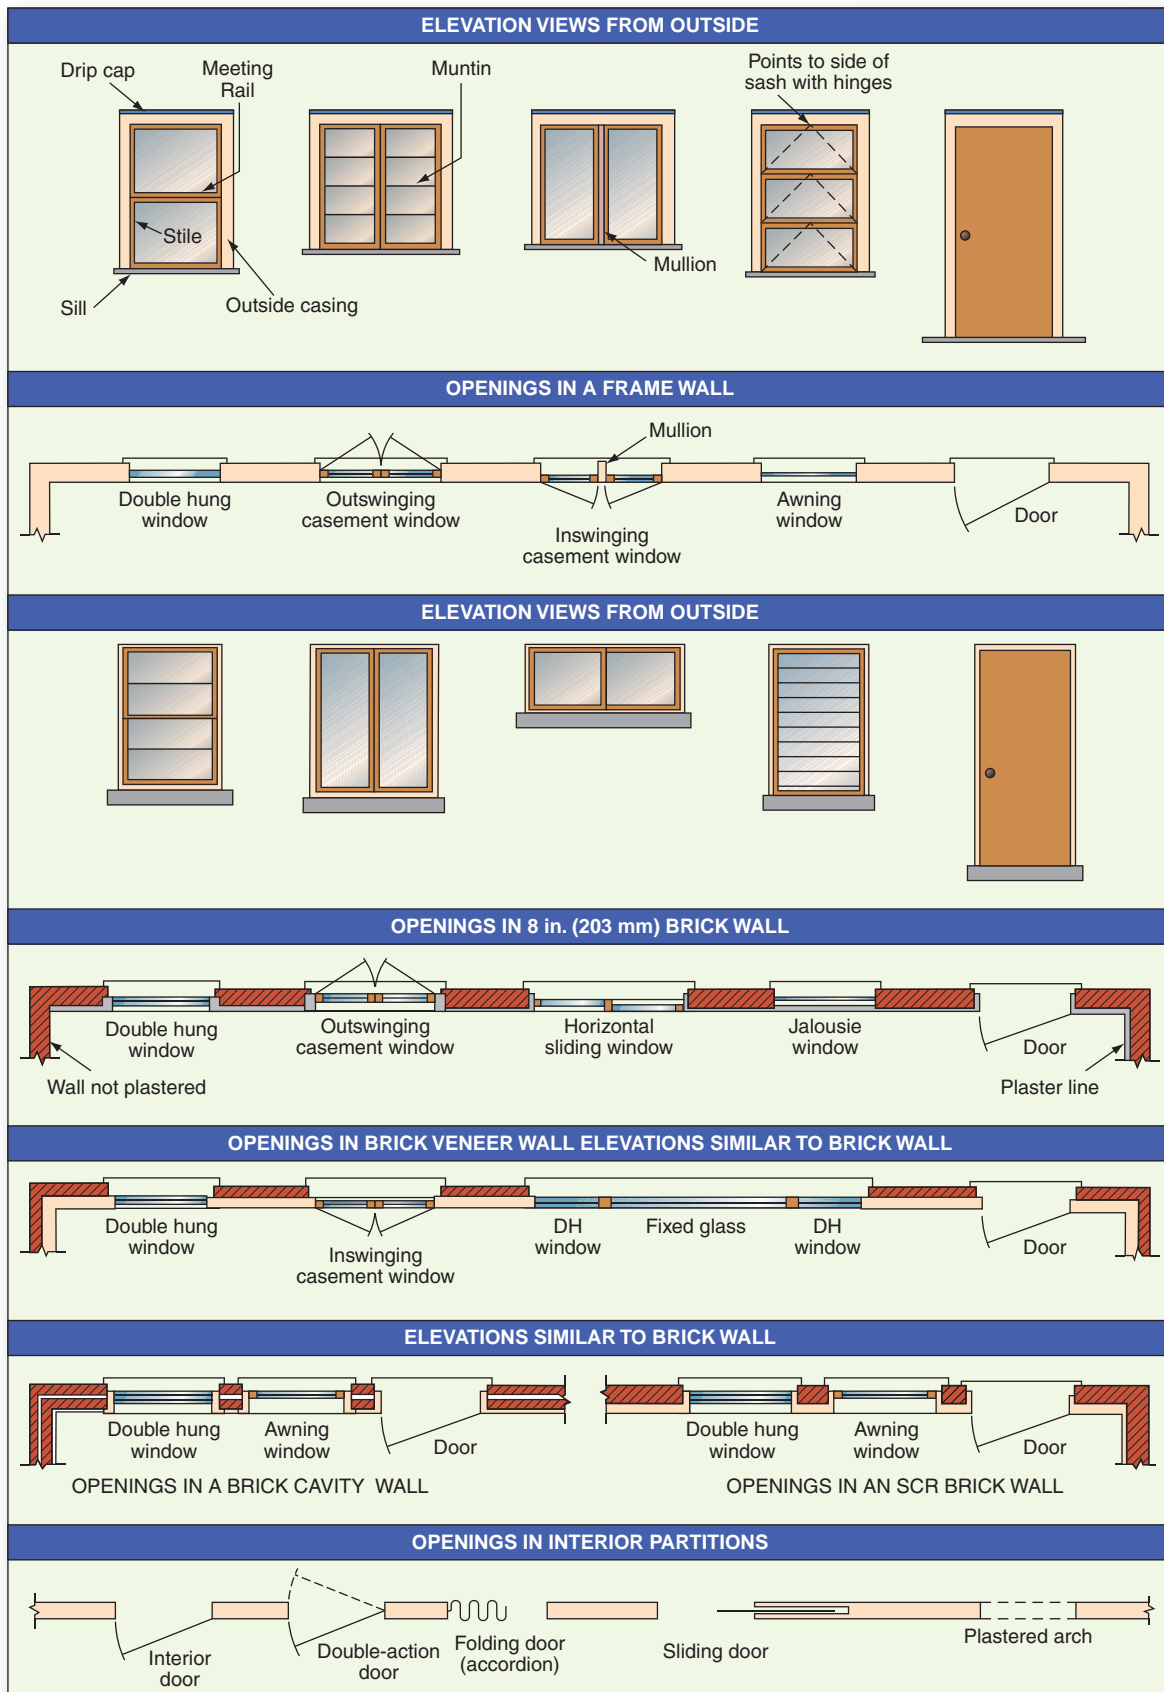 ELEVATION VIEWS FROM OUTSIDE
Drip cap
Meeting
Rail
Muntin
Points to side of
sash with hinges
Stile
Mullion
Sill
Outside casing
OPENINGS IN A FRAME WALL
Mullion
Double hung
window
Outswinging
casement window
Inswinging
casement window
Awning
window
Door
ELEVATION VIEWS FROM OUTSIDE
OPENINGS IN 8 in. (203 mm) BRICK WALL
Double hung
window
Outswinging
casement window
Horizontal
sliding window
Jalousie
window
Door
Wall not plastered
Plaster line
OPENINGS IN BRICK VENEER WALL ELEVATIONS SIMILAR TO BRICK WALL
Double hung
window
Inswinging
casement window
DH
window
Fixed glass
DH
window
Door
ELEVATIONS SIMILAR TO BRICK WALL
Double hung
window
Awning
window
Door
OPENINGS IN A BRICK CAVITY WALL
Double hung
window
Awning
window
Door
OPENINGS IN AN SCR BRICK WALL
OPENINGS IN INTERIOR PARTITIONS
Interior
door
Double-action
door
Folding door
(accordion)
Sliding door
Plastered arch